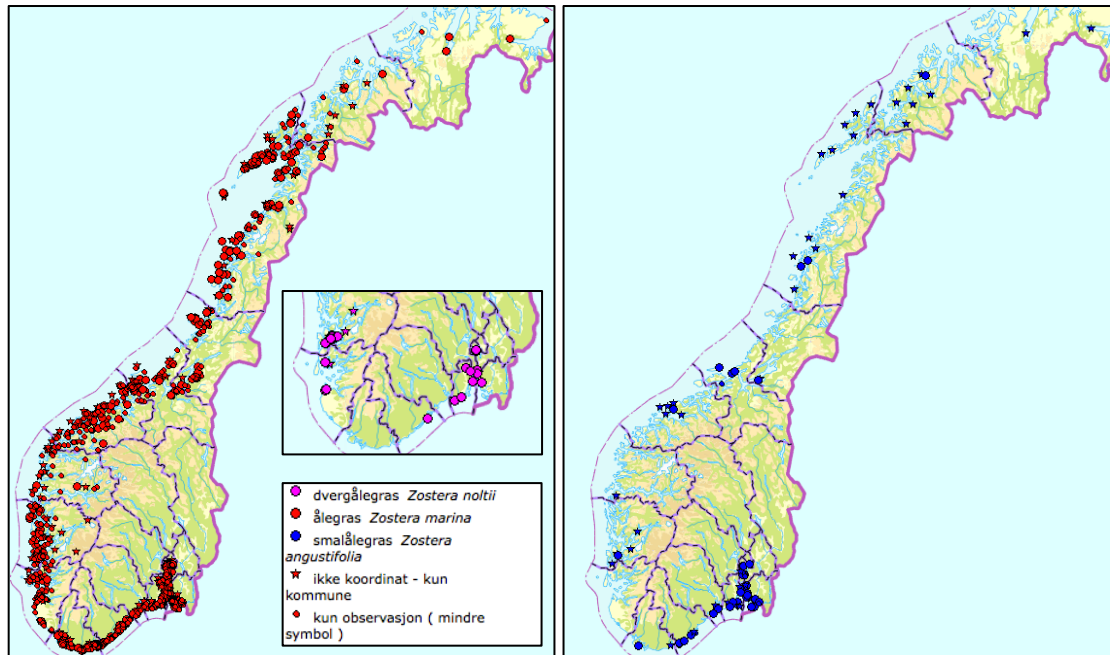 dvergålegras Zostera noltii
ålegras Zostera marina
smalålegras Zostera
angustifolia
ikke koordinat - kun
kommune
kun observasjon ( mindre
symbol )